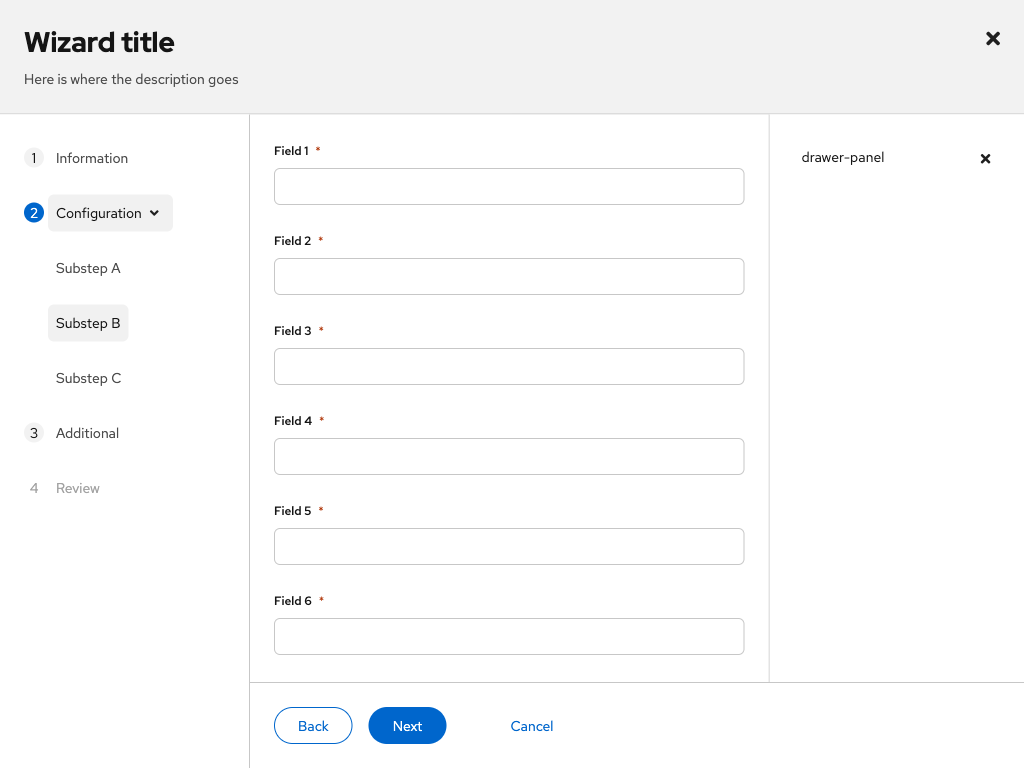 Wizard title
Here is where the description goes
1 Information
2 Configuration
Substep A
Substep B
Substep C
3 Additional
4 Review
Field 1 *
Field 2 *
Field 3 *
Field 4 *
Field 5 *
Field 6 *
drawer-panel
Back Next Cancel